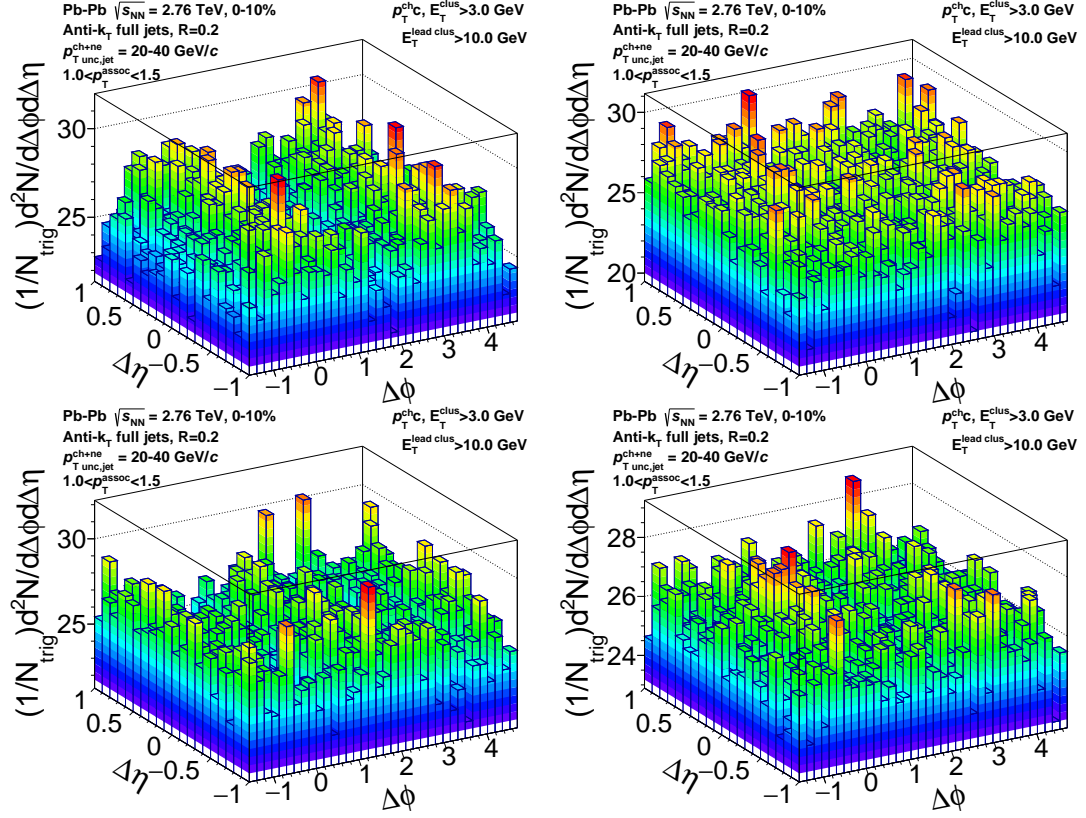 Pb-Pb √s_NN = 2.76 TeV, 0-10%
p_T^ch c, E_T^clus>3.0 GeV
Anti-k_T full jets, R=0.2
E_T^lead clus>10.0 GeV
p_T unc,jet^ch+ne = 20-40 GeV/c
1.0<p_T^assoc<1.5
(1/N_trig)d²N/dΔϕdΔη
30
25
1
0.5
0
−0.5
−1
Δη
−1
0
1
2
3
4
Δϕ
Pb-Pb √s_NN = 2.76 TeV, 0-10%
p_T^ch c, E_T^clus>3.0 GeV
Anti-k_T full jets, R=0.2
E_T^lead clus>10.0 GeV
p_T unc,jet^ch+ne = 20-40 GeV/c
1.0<p_T^assoc<1.5
(1/N_trig)d²N/dΔϕdΔη
30
25
20
1
0.5
0
−0.5
−1
Δη
−1
0
1
2
3
4
Δϕ
Pb-Pb √s_NN = 2.76 TeV, 0-10%
p_T^ch c, E_T^clus>3.0 GeV
Anti-k_T full jets, R=0.2
E_T^lead clus>10.0 GeV
p_T unc,jet^ch+ne = 20-40 GeV/c
1.0<p_T^assoc<1.5
(1/N_trig)d²N/dΔϕdΔη
30
25
1
0.5
0
−0.5
−1
Δη
−1
0
1
2
3
4
Δϕ
Pb-Pb √s_NN = 2.76 TeV, 0-10%
p_T^ch c, E_T^clus>3.0 GeV
Anti-k_T full jets, R=0.2
E_T^lead clus>10.0 GeV
p_T unc,jet^ch+ne = 20-40 GeV/c
1.0<p_T^assoc<1.5
(1/N_trig)d²N/dΔϕdΔη
28
26
24
1
0.5
0
−0.5
−1
Δη
−1
0
1
2
3
4
Δϕ